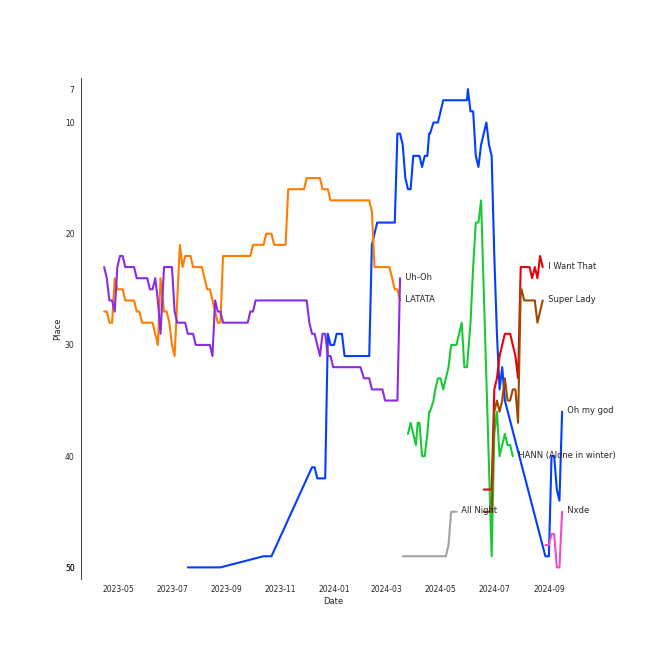 7
10
20
30
40
50
Place
Uh-Oh
LATATA
I Want That
Super Lady
Oh my god
HANN (Alone in winter)
All Night
Nxde
2023-05
2023-07
2023-09
2023-11
2024-01
2024-03
2024-05
2024-07
2024-09
Date